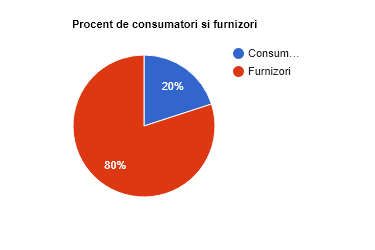 Procent de consumatori si furnizori
Consum...
Furnizori
20%
80%